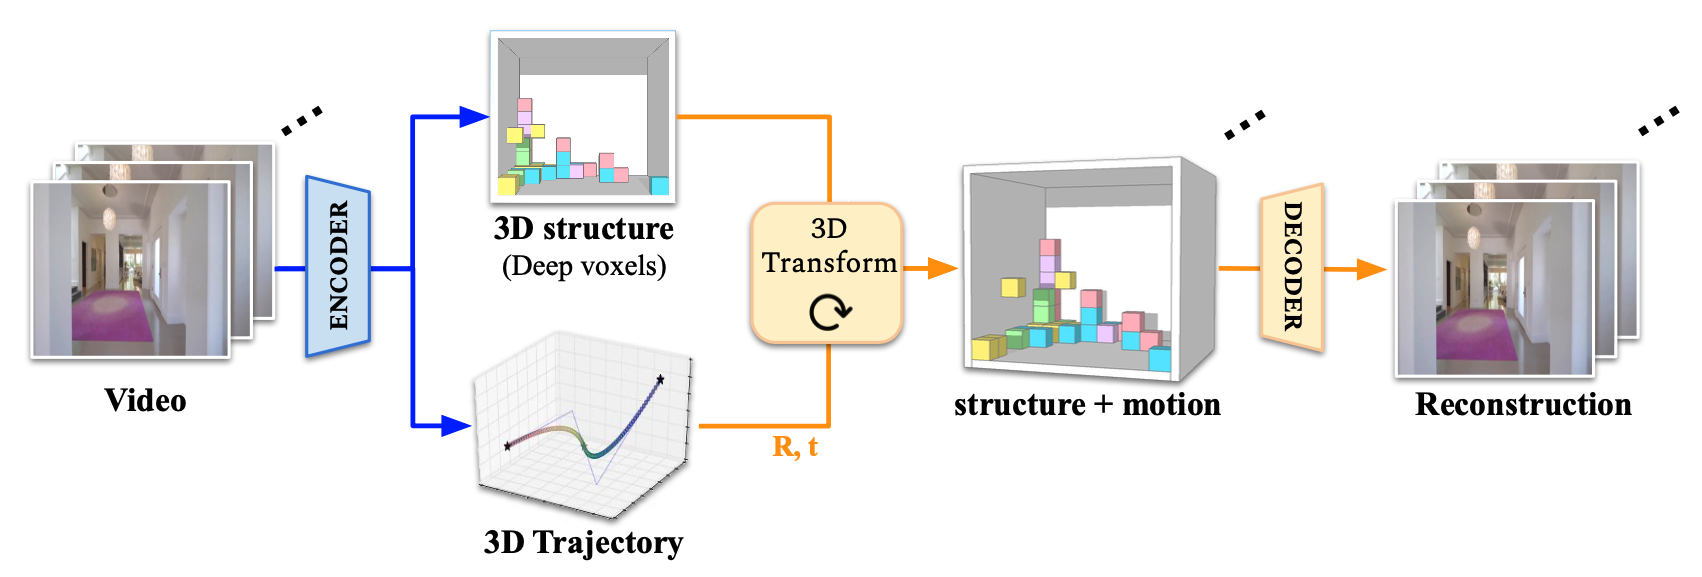 Video
ENCODER
3D structure
(Deep voxels)
3D Trajectory
R, t
3D
Transform
structure + motion
DECODER
Reconstruction